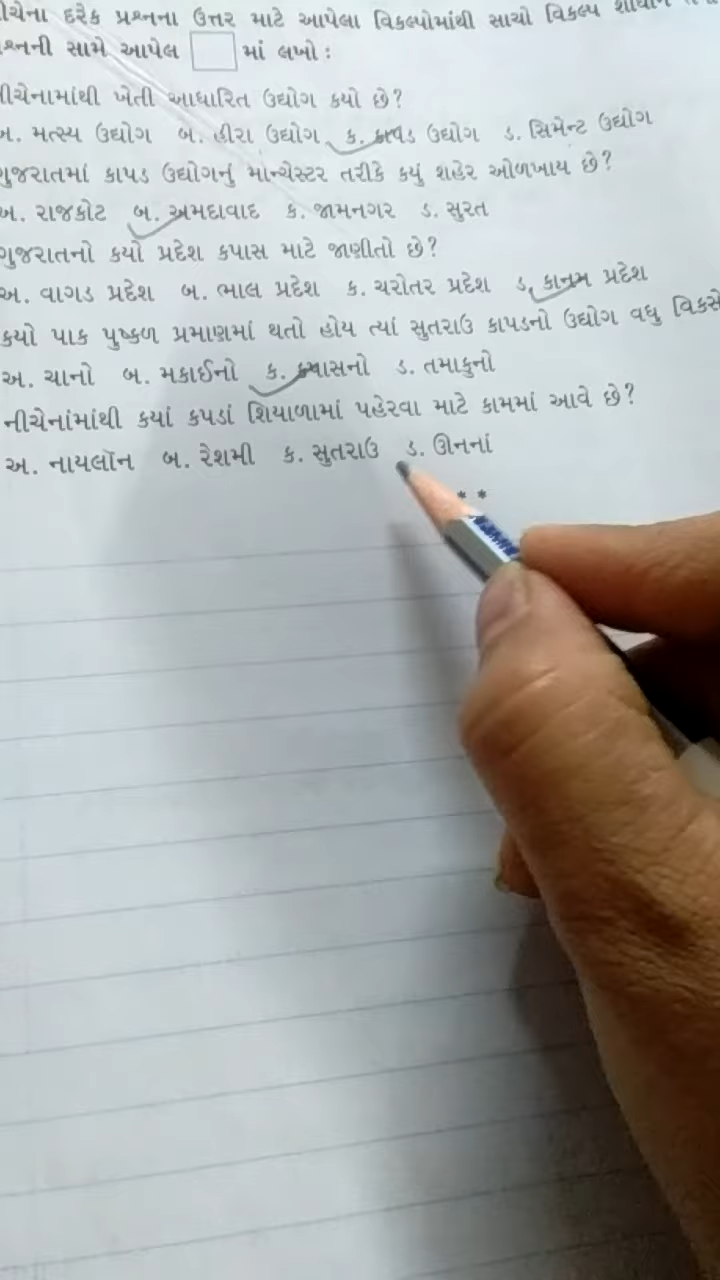 નીચેના દરેક પ્રશ્નના ઉત્તર માટે આપેલા વિકલ્પોમાંથી સાચો વિકલ્પ
પ્રશ્નની સામે આપેલ માં લખો :
નીચેનામાંથી ખેતી આધારિત ઉદ્યોગ કયો છે?
અ. મત્સ્ય ઉદ્યોગ બ. હીરા ઉદ્યોગ ક. કાપડ ઉદ્યોગ ડ. સિમેન્ટ ઉદ્યોગ
ગુજરાતમાં કાપડ ઉદ્યોગનું માન્ચેસ્ટર તરીકે કયું શહેર ઓળખાય છે?
અ. રાજકોટ બ. અમદાવાદ ક. જામનગર ડ. સુરત
ગુજરાતનો કયો પ્રદેશ કપાસ માટે જાણીતો છે?
અ. વાગડ પ્રદેશ બ. ભાલ પ્રદેશ ક. ચરોતર પ્રદેશ ડ. કાનમ પ્રદેશ
કયો પાક પુષ્કળ પ્રમાણમાં થતો હોય ત્યાં સુતરાઉ કાપડનો ઉદ્યોગ વધુ વિકસે
અ. ચાનો બ. મકાઈનો ક. કપાસનો ડ. તમાકુનો
નીચેનાંમાંથી કયાં કપડાં શિયાળામાં પહેરવા માટે કામમાં આવે છે?
અ. નાયલૉન બ. રેશમી ક. સુતરાઉ ડ. ઊનનાં
* *